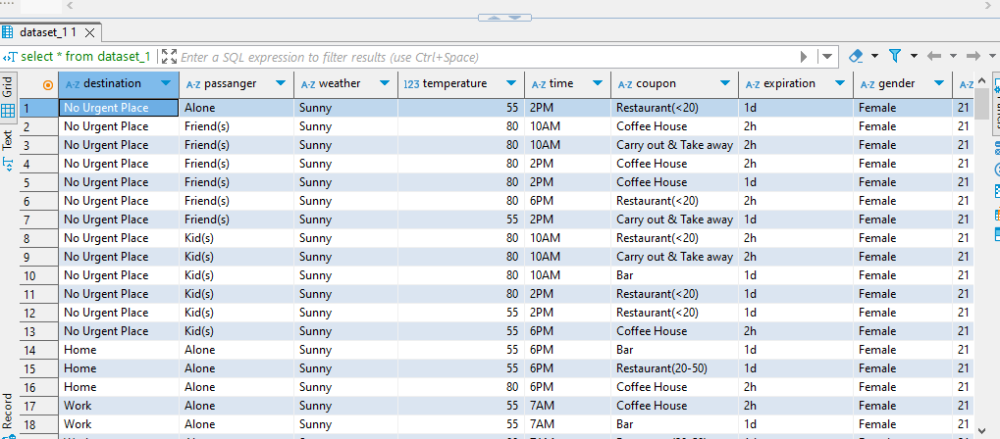 dataset_1 1
select * from dataset_1 Enter a SQL expression to filter results (use Ctrl+Space)
Grid
Text
Record
A-Z destination A-Z passanger A-Z weather 123 temperature A-Z time A-Z coupon A-Z expiration A-Z gender A-Z
1 No Urgent Place Alone Sunny 55 2PM Restaurant(<20) 1d Female 21
2 No Urgent Place Friend(s) Sunny 80 10AM Coffee House 2h Female 21
3 No Urgent Place Friend(s) Sunny 80 10AM Carry out & Take away 2h Female 21
4 No Urgent Place Friend(s) Sunny 80 2PM Coffee House 2h Female 21
5 No Urgent Place Friend(s) Sunny 80 2PM Coffee House 1d Female 21
6 No Urgent Place Friend(s) Sunny 80 6PM Restaurant(<20) 2h Female 21
7 No Urgent Place Friend(s) Sunny 55 2PM Carry out & Take away 1d Female 21
8 No Urgent Place Kid(s) Sunny 80 10AM Restaurant(<20) 2h Female 21
9 No Urgent Place Kid(s) Sunny 80 10AM Carry out & Take away 2h Female 21
10 No Urgent Place Kid(s) Sunny 80 10AM Bar 1d Female 21
11 No Urgent Place Kid(s) Sunny 80 2PM Restaurant(<20) 1d Female 21
12 No Urgent Place Kid(s) Sunny 55 2PM Restaurant(<20) 1d Female 21
13 No Urgent Place Kid(s) Sunny 55 6PM Coffee House 2h Female 21
14 Home Alone Sunny 55 6PM Bar 1d Female 21
15 Home Alone Sunny 55 6PM Restaurant(20-50) 1d Female 21
16 Home Alone Sunny 80 6PM Coffee House 2h Female 21
17 Work Alone Sunny 55 7AM Coffee House 2h Female 21
18 Work Alone Sunny 55 7AM Bar 1d Female 21